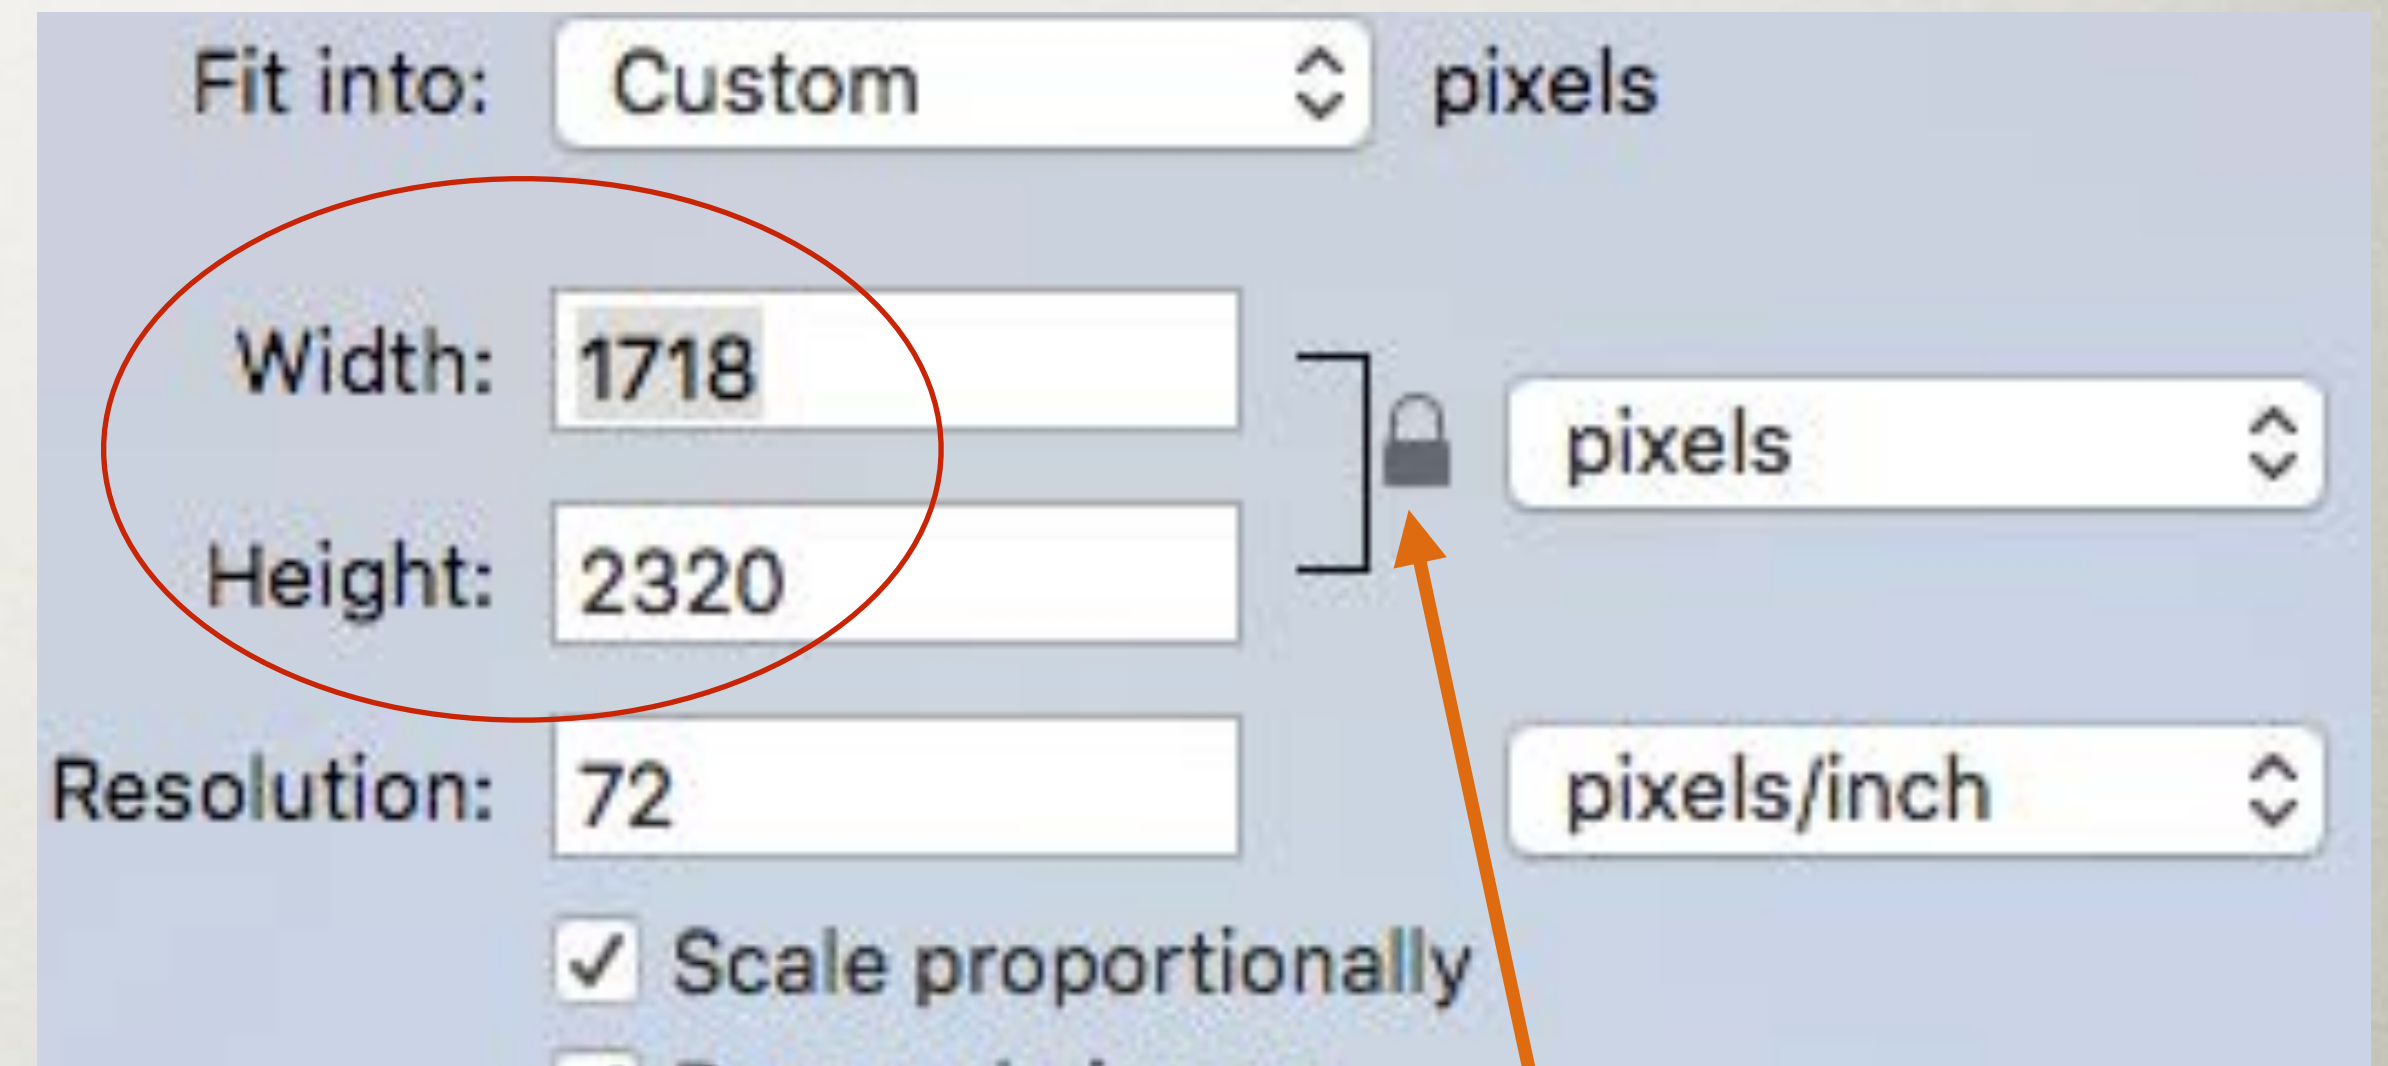 Fit into: Custom pixels
Width: 1718
pixels
Height: 2320
Resolution: 72 pixels/inch
Scale proportionally